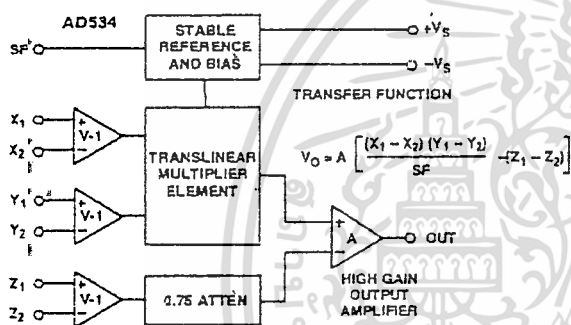 AD534
STABLE
REFERENCE
AND BIAS
SF
+VS
−VS
TRANSFER FUNCTION
X1
X2
+
V-1
−
TRANSLINEAR
MULTIPLIER
ELEMENT
VO = A [ (X1 − X2) (Y1 − Y2) / SF − (Z1 − Z2) ]
Y1
Y2
+
V-1
−
+
A
−
OUT
HIGH GAIN
OUTPUT
AMPLIFIER
Z1
Z2
+
V-1
−
0.75 ATTEN